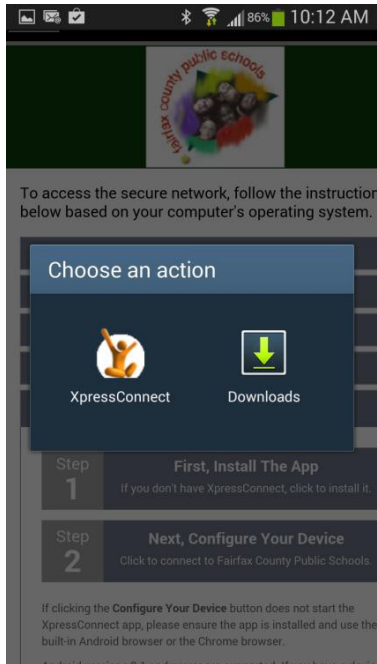 86% 10:12 AM
fairfax county public schools
To access the secure network, follow the instruction
below based on your computer's operating system.
Choose an action
XpressConnect Downloads
Step 1
First, Install The App
If you don't have XpressConnect, click to install it.
Step 2
Next, Configure Your Device
Click to connect to Fairfax County Public Schools.
If clicking the Configure Your Device button does not start the
XpressConnect app, please ensure the app is installed and use the
built-in Android browser or the Chrome browser.